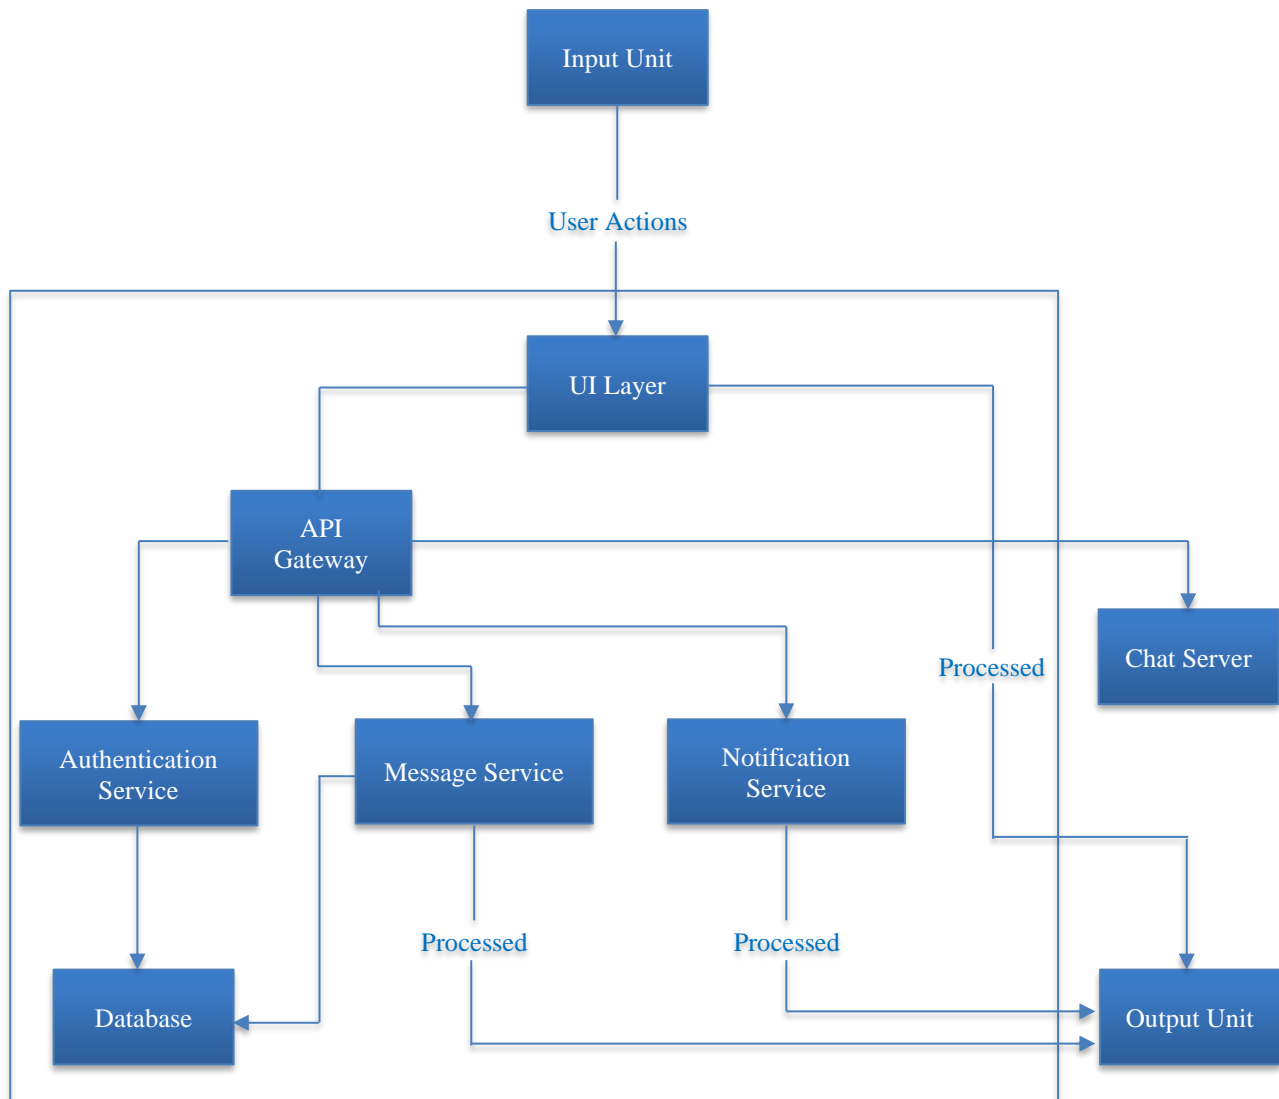 Input Unit
User Actions
UI Layer
API
Gateway
Chat Server
Processed
Authentication
Service
Message Service
Notification
Service
Processed
Processed
Database
Output Unit